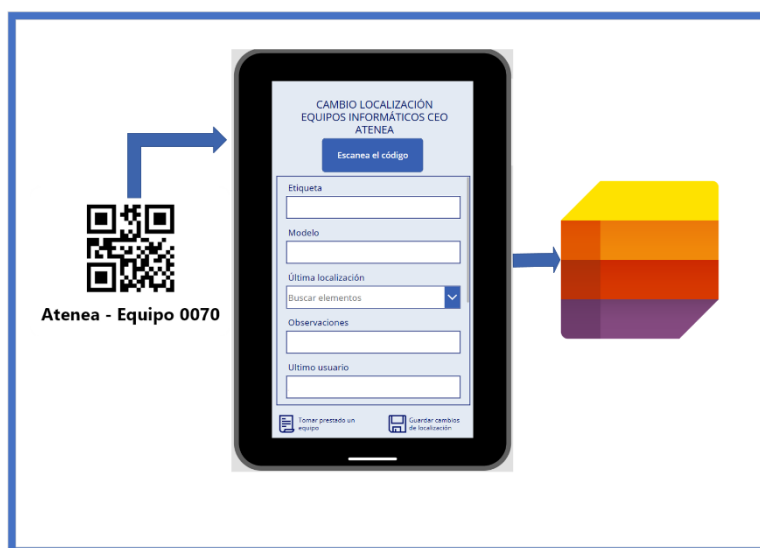 CAMBIO LOCALIZACIÓN
EQUIPOS INFORMÁTICOS CEO
ATENEA
Escanea el código
Etiqueta
Modelo
Última localización
Buscar elementos
Observaciones
Ultimo usuario
Tomar prestado un
equipo
Guardar cambios
de localización
Atenea - Equipo 0070